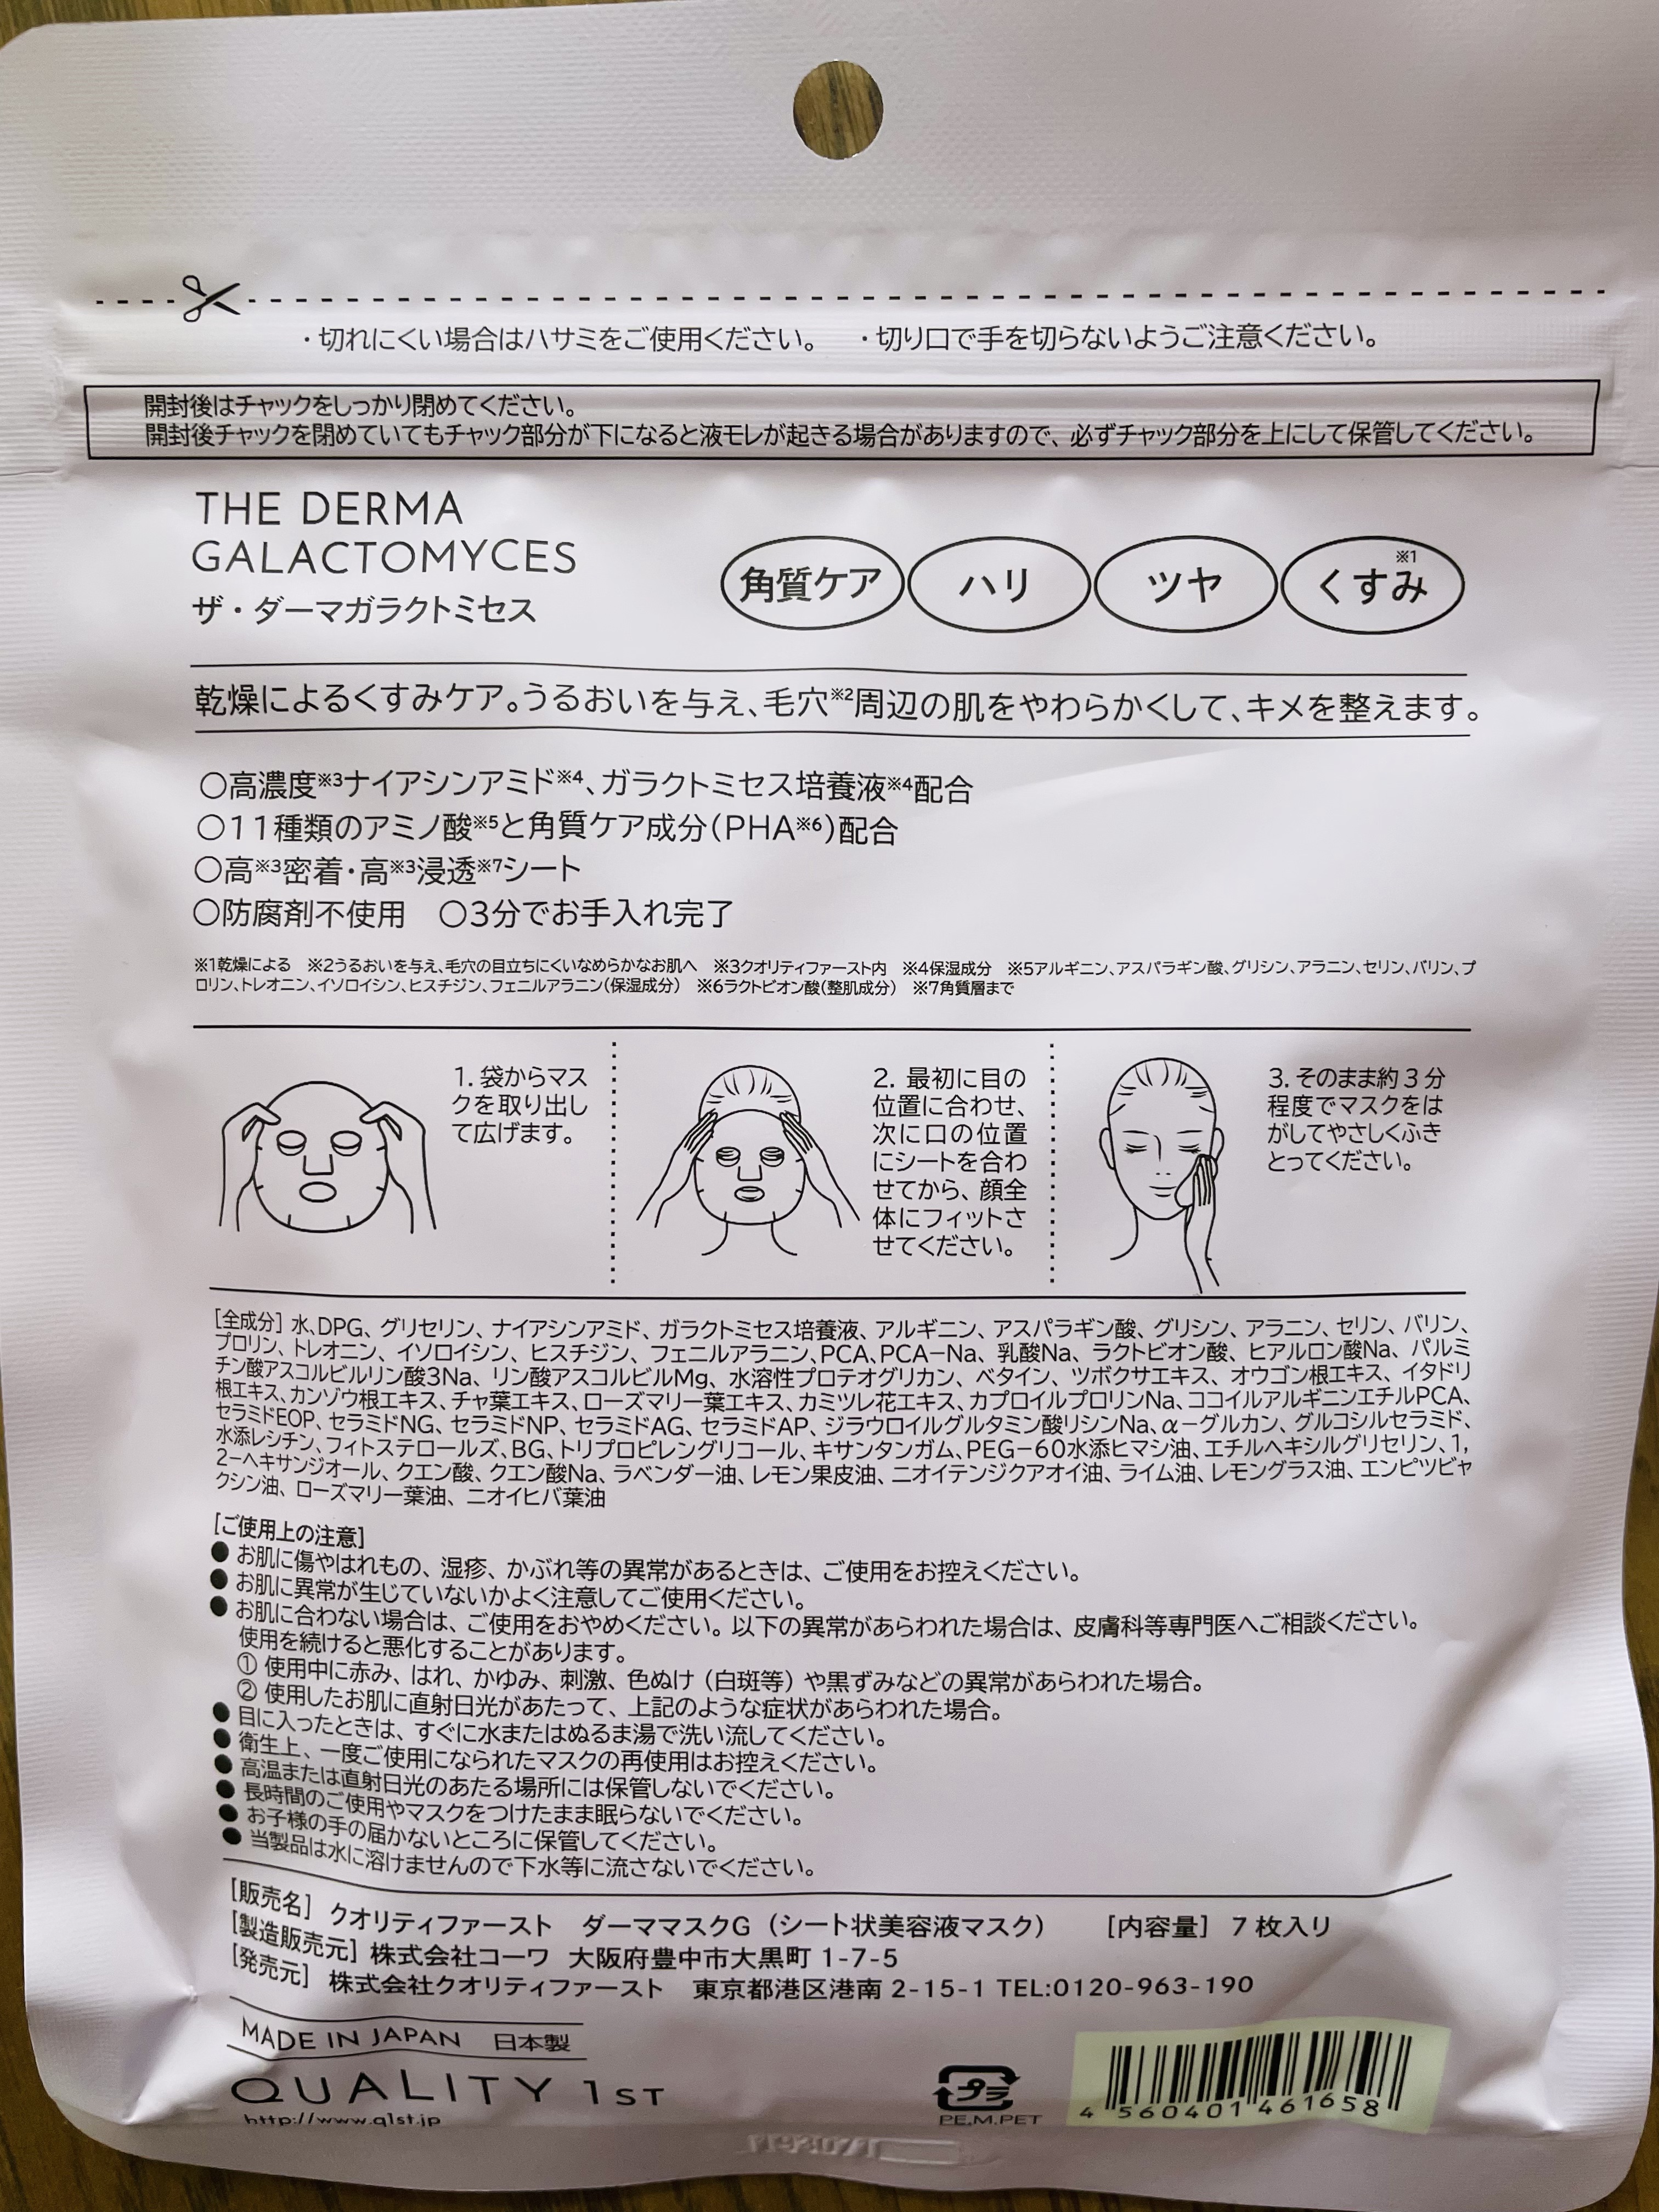 ・切れにくい場合はハサミをご使用ください。　・切り口で手を切らないようご注意ください。
開封後はチャックをしっかり閉めてください。
開封後チャックを閉めていてもチャック部分が下になると液モレが起きる場合がありますので、必ずチャック部分を上にして保管してください。
THE DERMA
GALACTOMYCES
ザ・ダーマガラクトミセス
角質ケア ハリ ツヤ くすみ※1
乾燥によるくすみケア。うるおいを与え、毛穴※2周辺の肌をやわらかくして、キメを整えます。
○高濃度※3ナイアシンアミド※4、ガラクトミセス培養液※4配合
○11種類のアミノ酸※5と角質ケア成分(PHA※6)配合
○高※3密着・高※3浸透※7シート
○防腐剤不使用　○3分でお手入れ完了
※1乾燥による　※2うるおいを与え、毛穴の目立ちにくいなめらかなお肌へ　※3クオリティファースト内　※4保湿成分　※5アルギニン、アスパラギン酸、グリシン、アラニン、セリン、バリン、プ
ロリン、トレオニン、イソロイシン、ヒスチジン、フェニルアラニン(保湿成分)　※6ラクトビオン酸(整肌成分)　※7角質層まで
1. 袋からマス
クを取り出し
て広げます。
2. 最初に目の
位置に合わせ、
次に口の位置
にシートを合わ
せてから、顔全
体にフィットさ
せてください。
3. そのまま約3分
程度でマスクをは
がしてやさしくふき
とってください。
[全成分] 水、DPG、グリセリン、ナイアシンアミド、ガラクトミセス培養液、アルギニン、アスパラギン酸、グリシン、アラニン、セリン、バリン、
プロリン、トレオニン、イソロイシン、ヒスチジン、フェニルアラニン、PCA、PCA-Na、乳酸Na、ラクトビオン酸、ヒアルロン酸Na、パルミ
チン酸アスコルビルリン酸3Na、リン酸アスコルビルMg、水溶性プロテオグリカン、ベタイン、ツボクサエキス、オウゴン根エキス、イタドリ
根エキス、カンゾウ根エキス、チャ葉エキス、ローズマリー葉エキス、カミツレ花エキス、カプロイルプロリンNa、ココイルアルギニンエチルPCA、
セラミドEOP、セラミドNG、セラミドNP、セラミドAG、セラミドAP、ジラウロイルグルタミン酸リシンNa、α-グルカン、グルコシルセラミド、
水添レシチン、フィトステロールズ、BG、トリプロピレングリコール、キサンタンガム、PEG-60水添ヒマシ油、エチルヘキシルグリセリン、1,
2-ヘキサンジオール、クエン酸、クエン酸Na、ラベンダー油、レモン果皮油、ニオイテンジクアオイ油、ライム油、レモングラス油、エンピツビャ
クシン油、ローズマリー葉油、ニオイヒバ葉油
[ご使用上の注意]
● お肌に傷やはれもの、湿疹、かぶれ等の異常があるときは、ご使用をお控えください。
● お肌に異常が生じていないかよく注意してご使用ください。
● お肌に合わない場合は、ご使用をおやめください。以下の異常があらわれた場合は、皮膚科等専門医へご相談ください。
使用を続けると悪化することがあります。
① 使用中に赤み、はれ、かゆみ、刺激、色ぬけ（白斑等）や黒ずみなどの異常があらわれた場合。
② 使用したお肌に直射日光があたって、上記のような症状があらわれた場合。
● 目に入ったときは、すぐに水またはぬるま湯で洗い流してください。
● 衛生上、一度ご使用になられたマスクの再使用はお控えください。
● 高温または直射日光のあたる場所には保管しないでください。
● 長時間のご使用やマスクをつけたまま眠らないでください。
● お子様の手の届かないところに保管してください。
● 当製品は水に溶けませんので下水等に流さないでください。
[販売名] クオリティファースト　ダーママスクG（シート状美容液マスク）　[内容量] 7枚入リ
[製造販売元] 株式会社コーワ 大阪府豊中市大黒町 1-7-5
[発売元] 株式会社クオリティファースト　東京都港区港南 2-15-1 TEL:0120-963-190
MADE IN JAPAN　日本製
QUALITY 1ST
http://www.q1st.jp
プラ
PE,M,PET
4 560401 461658